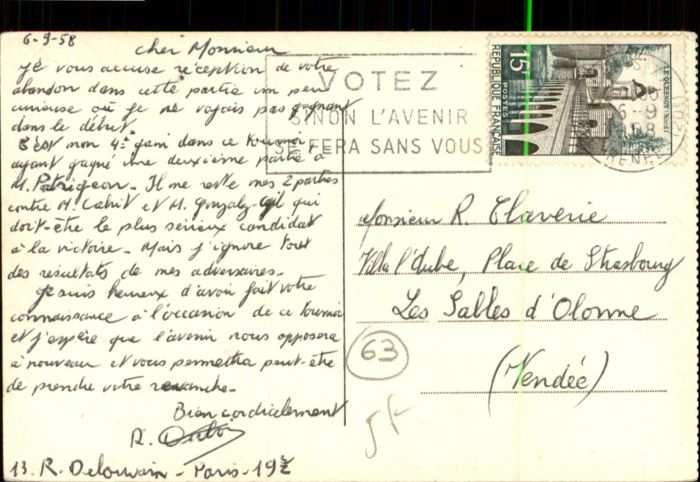 6-9-58
Cher Monsieur
Je vous accuse réception de votre
abandon dans cette partie un peu
curieuse où je ne voyais pas gagnant
dans le début.
C'est mon 4e gain dans ce tournoi
ayant gagné une deuxième partie à
M. Patrigeon. Il me reste mes 2 parties
contre M. et M. qui
doit-être le plus sérieux candidat
à la victoire. Mais j'ignore tout
des resultats de mes adversaires.
Je suis heureux d'avoir fait votre
connaissance à l'occasion de ce tournoi
et j'espère que l'avenir nous opposera
à nouveau et vous permettra peut-être
de prendre votre revanche.
Bien cordialement
R.
13. R. Delouvain - Paris - 19e
VOTEZ
SINON L'AVENIR
SE FERA SANS VOUS
15F
POSTES
REPUBLIQUE FRANÇAISE
LE QUESNOY (Nord)
6-9
Monsieur R. Claverie
Villa l'Aube, Place de Strasbourg
Les Salles d'Olonne
(Vendée)
63